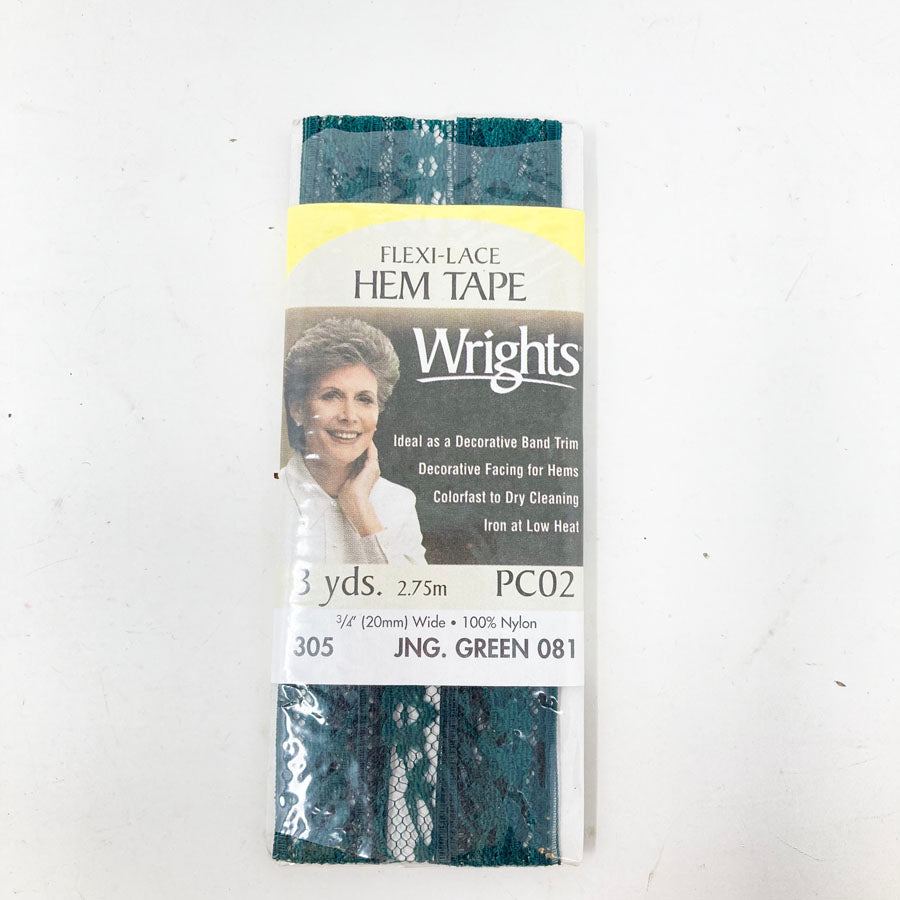 FLEXI-LACE
HEM TAPE
Wrights®
Ideal as a Decorative Band Trim
Decorative Facing for Hems
Colorfast to Dry Cleaning
Iron at Low Heat
3 yds. 2.75m PC02
3/4" (20mm) Wide • 100% Nylon
305 JNG. GREEN 081